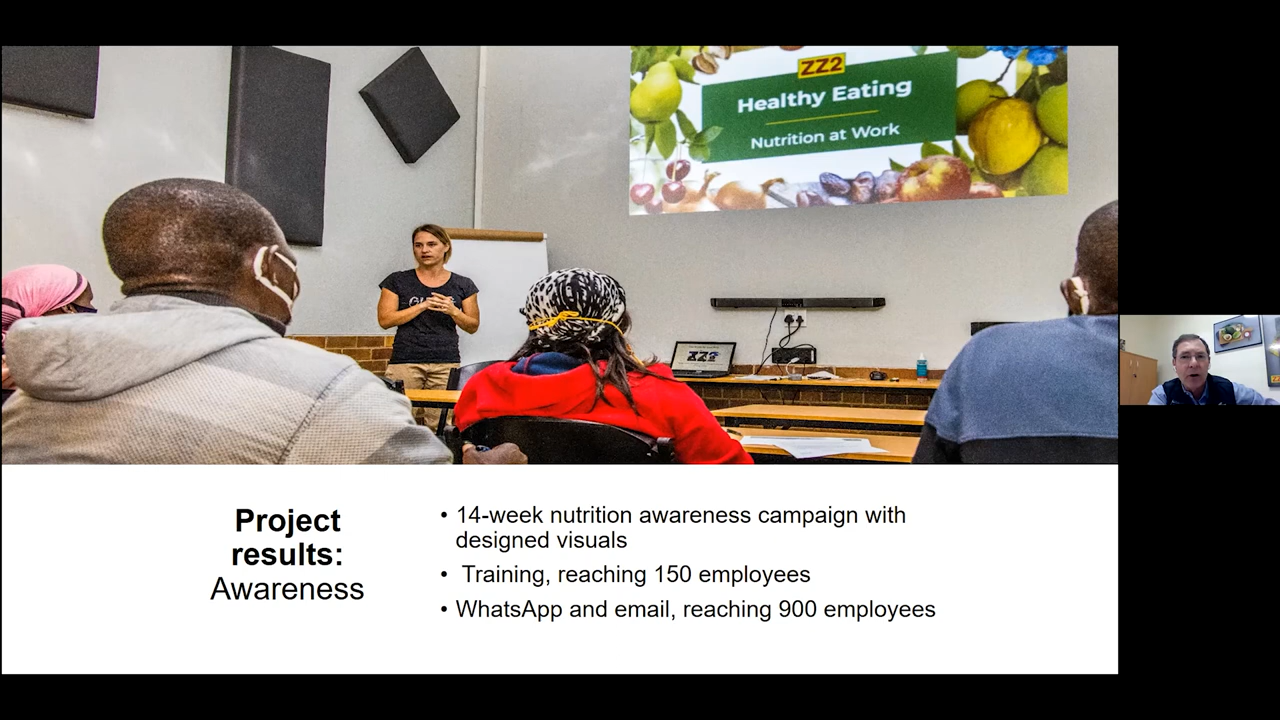 ZZ2
Healthy Eating
Nutrition at Work
ZZ2
Project
results:
Awareness
• 14-week nutrition awareness campaign with
designed visuals
• Training, reaching 150 employees
• WhatsApp and email, reaching 900 employees